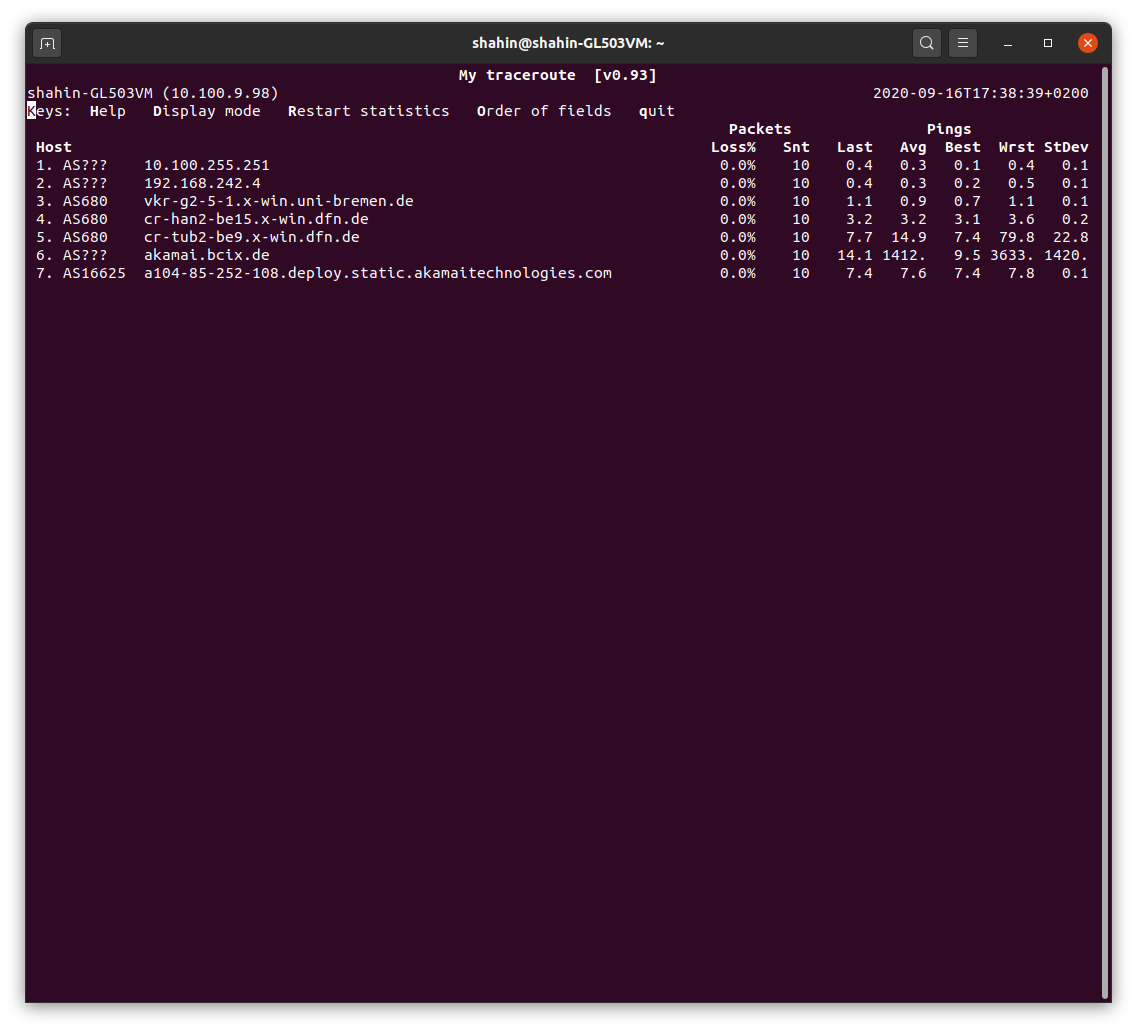 shahin@shahin-GL503VM: ~
My traceroute  [v0.93]
shahin-GL503VM (10.100.9.98) 2020-09-16T17:38:39+0200
Keys:  Help   Display mode   Restart statistics   Order of fields   quit
Packets Pings
Host Loss% Snt Last Avg Best Wrst StDev
1. AS??? 10.100.255.251 0.0% 10 0.4 0.3 0.1 0.4 0.1
2. AS??? 192.168.242.4 0.0% 10 0.4 0.3 0.2 0.5 0.1
3. AS680 vkr-g2-5-1.x-win.uni-bremen.de 0.0% 10 1.1 0.9 0.7 1.1 0.1
4. AS680 cr-han2-be15.x-win.dfn.de 0.0% 10 3.2 3.2 3.1 3.6 0.2
5. AS680 cr-tub2-be9.x-win.dfn.de 0.0% 10 7.7 14.9 7.4 79.8 22.8
6. AS??? akamai.bcix.de 0.0% 10 14.1 1412. 9.5 3633. 1420.
7. AS16625 a104-85-252-108.deploy.static.akamaitechnologies.com 0.0% 10 7.4 7.6 7.4 7.8 0.1